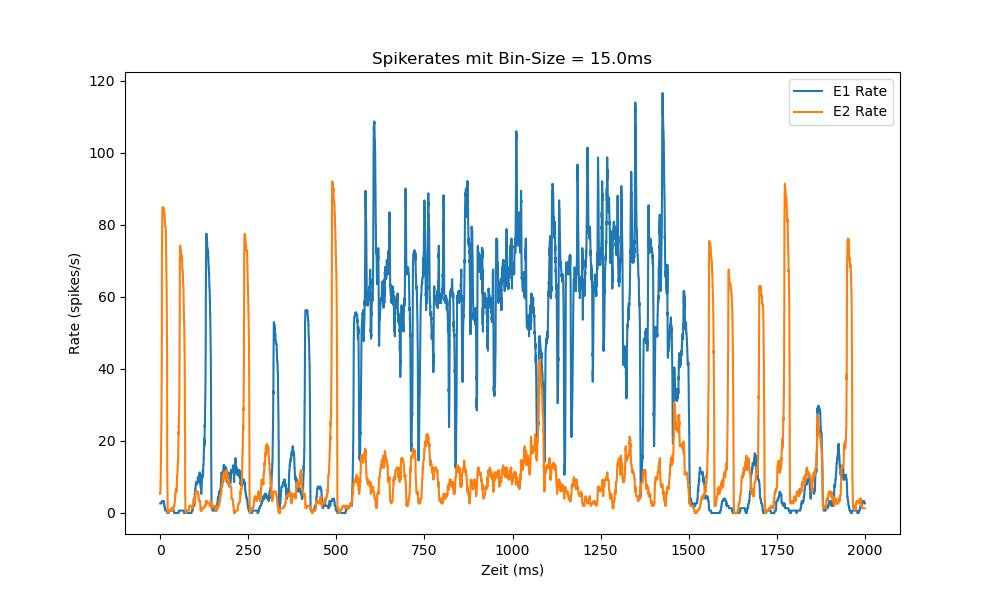 Spikerates mit Bin-Size = 15.0ms
E1 Rate
E2 Rate
Rate (spikes/s)
120
100
80
60
40
20
0
0 250 500 750 1000 1250 1500 1750 2000
Zeit (ms)